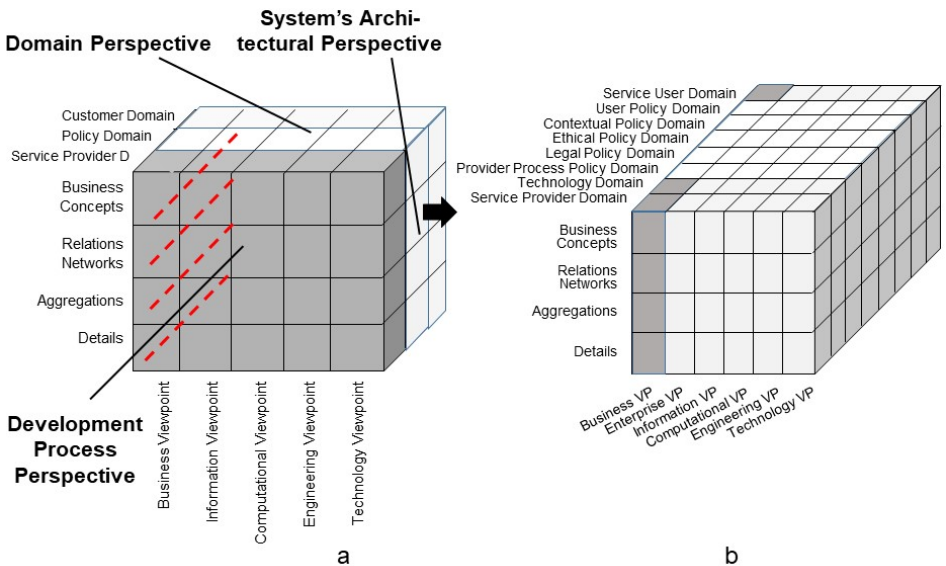 System’s Archi-
tectural Perspective
Domain Perspective
Customer Domain
Policy Domain
Service Provider D
Business
Concepts
Relations
Networks
Aggregations
Details
Development
Process
Perspective
Business Viewpoint
Information Viewpoint
Computational Viewpoint
Engineering Viewpoint
Technology Viewpoint
a
Service User Domain
User Policy Domain
Contextual Policy Domain
Ethical Policy Domain
Legal Policy Domain
Provider Process Policy Domain
Technology Domain
Service Provider Domain
Business
Concepts
Relations
Networks
Aggregations
Details
Business VP
Enterprise VP
Information VP
Computational VP
Engineering VP
Technology VP
b